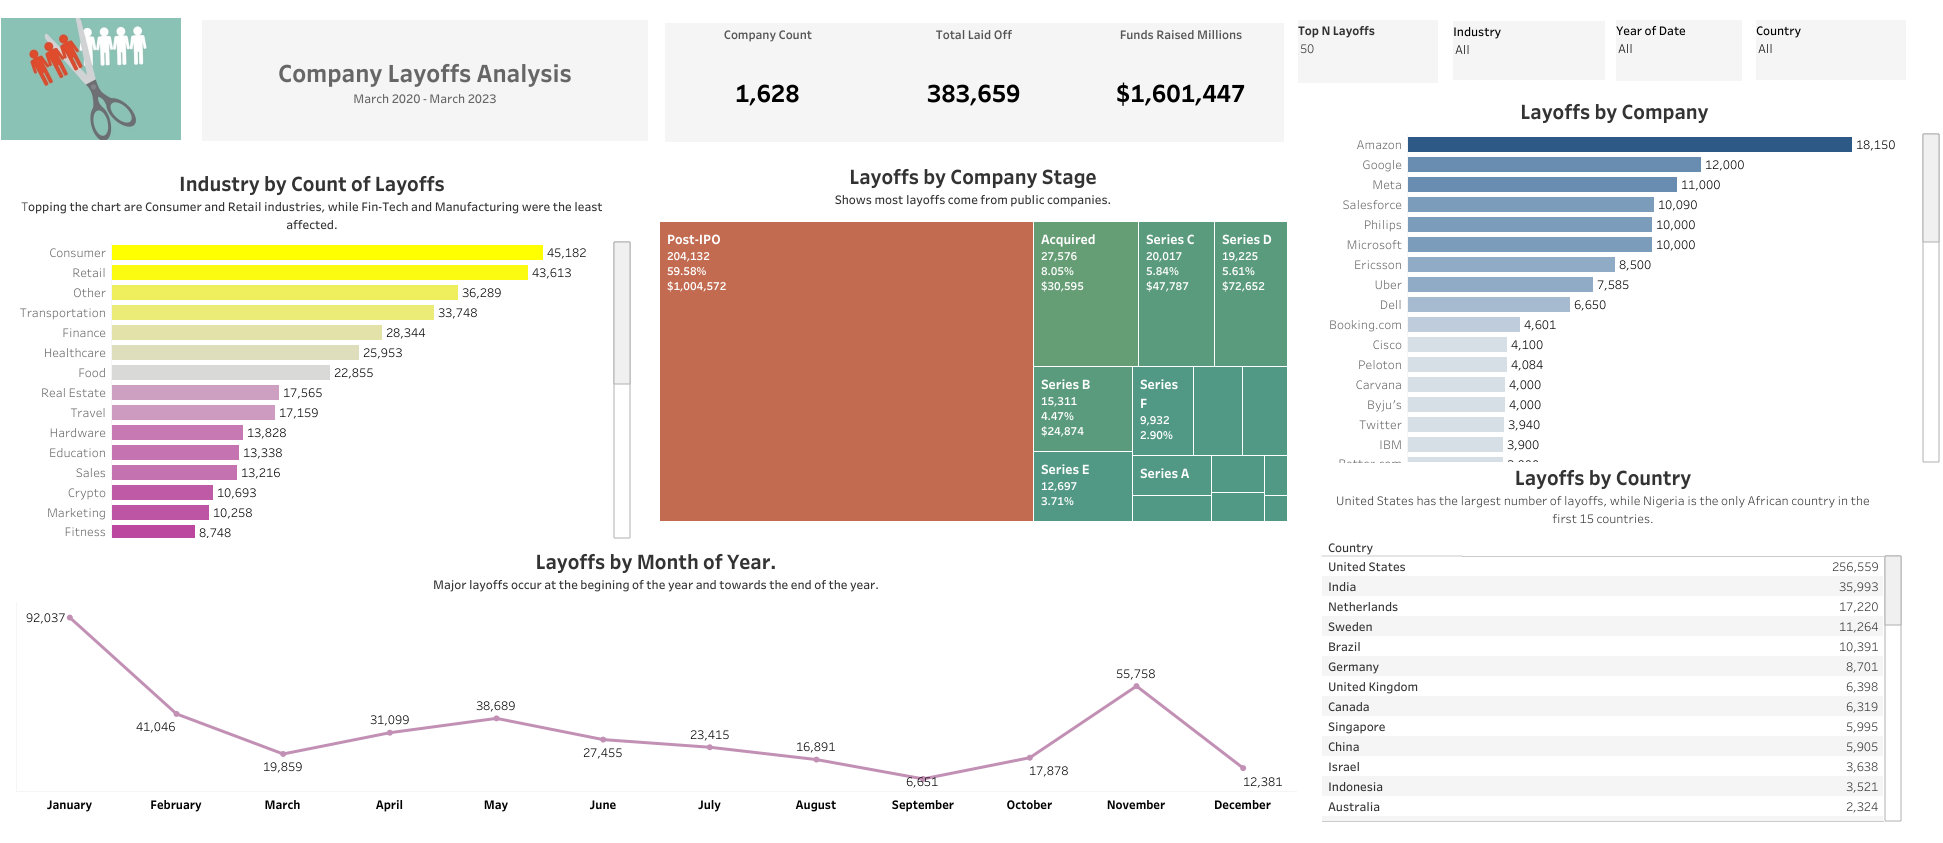 Company Layoffs Analysis
March 2020 - March 2023
Company Count
1,628
Total Laid Off
383,659
Funds Raised Millions
$1,601,447
Top N Layoffs
50
Industry
All
Year of Date
All
Country
All
Industry by Count of Layoffs
Topping the chart are Consumer and Retail industries, while Fin-Tech and Manufacturing were the least
affected.
Consumer 45,182
Retail 43,613
Other 36,289
Transportation 33,748
Finance 28,344
Healthcare 25,953
Food 22,855
Real Estate 17,565
Travel 17,159
Hardware 13,828
Education 13,338
Sales 13,216
Crypto 10,693
Marketing 10,258
Fitness 8,748
Layoffs by Company Stage
Shows most layoffs come from public companies.
Post-IPO
204,132
59.58%
$1,004,572
Acquired
27,576
8.05%
$30,595
Series C
20,017
5.84%
$47,787
Series D
19,225
5.61%
$72,652
Series B
15,311
4.47%
$24,874
Series
F
9,932
2.90%
Series E
12,697
3.71%
Series A
Layoffs by Company
Amazon 18,150
Google 12,000
Meta 11,000
Salesforce 10,090
Philips 10,000
Microsoft 10,000
Ericsson 8,500
Uber 7,585
Dell 6,650
Booking.com 4,601
Cisco 4,100
Peloton 4,084
Carvana 4,000
Byju's 4,000
Twitter 3,940
IBM 3,900
Layoffs by Country
United States has the largest number of layoffs, while Nigeria is the only African country in the
first 15 countries.
Country
United States 256,559
India 35,993
Netherlands 17,220
Sweden 11,264
Brazil 10,391
Germany 8,701
United Kingdom 6,398
Canada 6,319
Singapore 5,995
China 5,905
Israel 3,638
Indonesia 3,521
Australia 2,324
Layoffs by Month of Year.
Major layoffs occur at the begining of the year and towards the end of the year.
92,037
41,046
19,859
31,099
38,689
27,455
23,415
16,891
6,651
17,878
55,758
12,381
January February March April May June July August September October November December